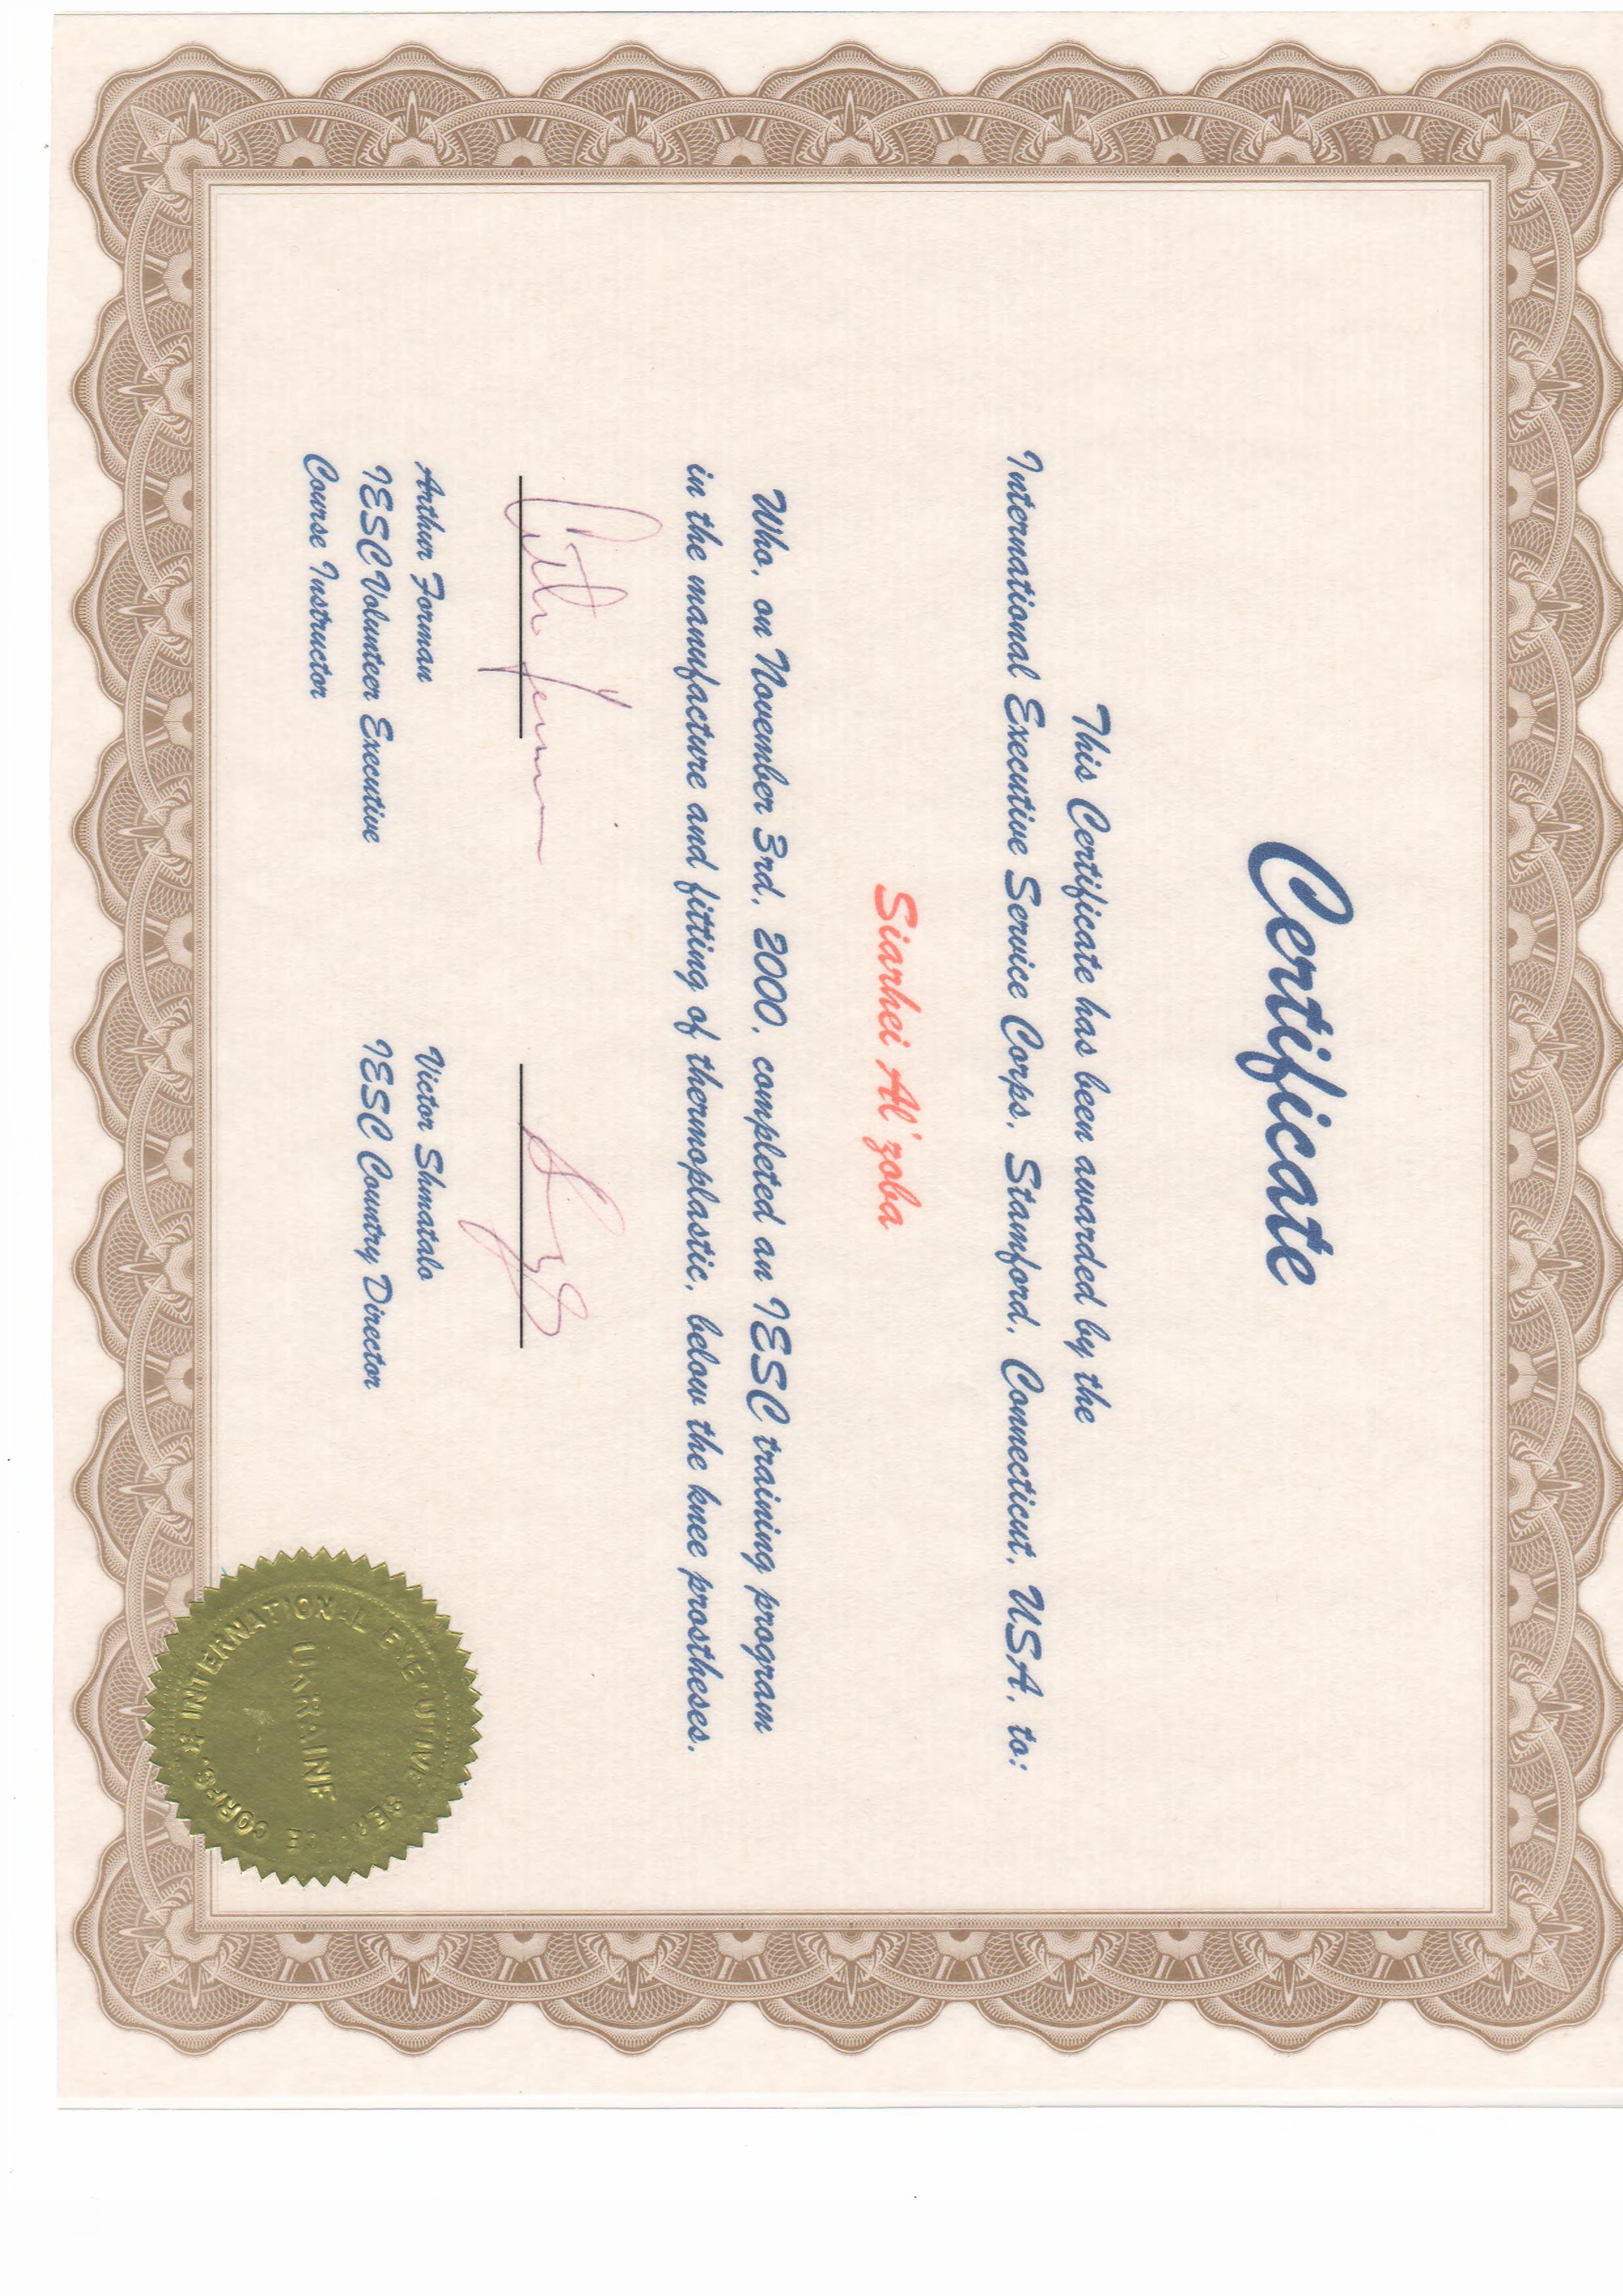 Certificate
This Certificate has been awarded by the
International Executive Service Corps, Stamford, Connecticut, USA, to:
Siarhei Al'zoba
Who, on November 3rd, 2000, completed an IESC training program
in the manufacture and fitting of thermoplastic, below the knee prostheses.
Arthur Forman
IESC Volunteer Executive
Course Instructor
Victor Shmatalo
IESC Country Director
INTERNATIONAL EXECUTIVE SERVICE CORPS
UKRAINE